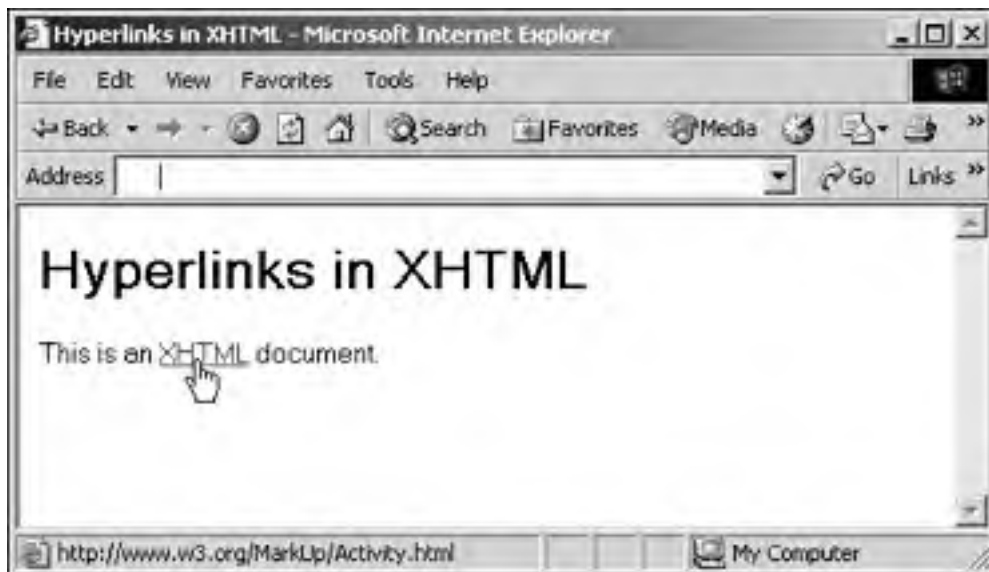 Hyperlinks in XHTML - Microsoft Internet Explorer
File Edit View Favorites Tools Help
Back Search Favorites Media »
Address Go Links »
Hyperlinks in XHTML
This is an XHTML document.
http://www.w3.org/MarkUp/Activity.html My Computer